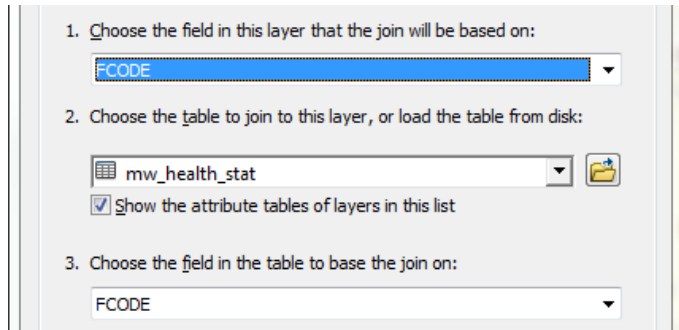 1. Choose the field in this layer that the join will be based on:
FCODE
2. Choose the table to join to this layer, or load the table from disk:
mw_health_stat
Show the attribute tables of layers in this list
3. Choose the field in the table to base the join on:
FCODE